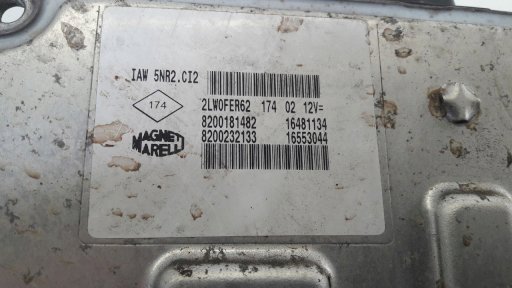 IAW 5NR2.CI2
174 2LWOFER62 174 02 12V=
8200181482 16481134
MAGNETI 8200232133 16553044
MARELLI